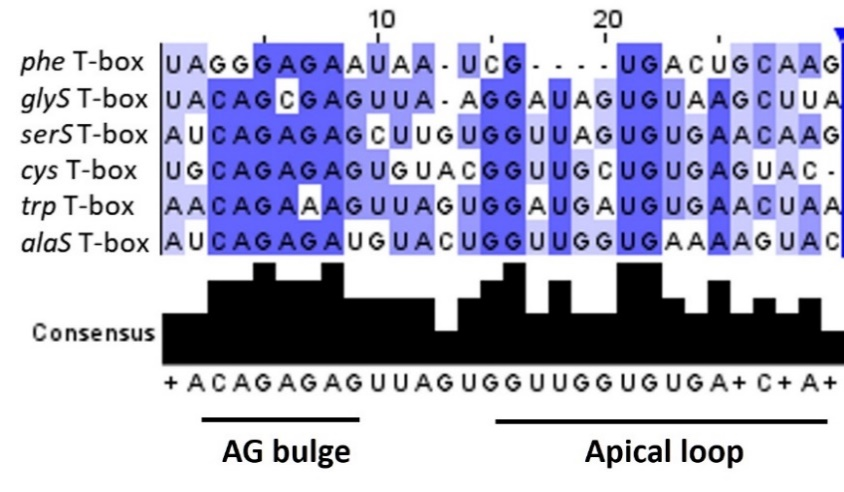 10 20
phe T-box UAGGGAGAAUAA-UCG----UGACUGCAAG
glyS T-box UACAGCGAGUUA-AGGAUAGUGUAAGCUUA
serS T-box AUCAGAGAGCUUGUGGUUAGUGUGAACAAG
cys T-box UGCAGAGAGUGUACGGUUGCUGUGAGUAC-
trp T-box AACAGAAAGUUAGUGGAUGAUGUGAACUAA
alaS T-box AUCAGAGAUGUACUGGUUGGUGAAAAGUAC
Consensus
+ACAGAGAGUUAGUGGUUGGUGUGA+C+A+
AG bulge Apical loop